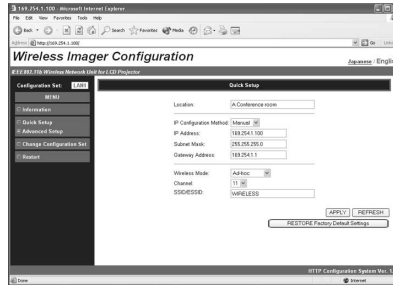 169.254.1.100 - Microsoft Internet Explorer
File Edit View Favorites Tools Help
Back Search Favorites Media
Address http://169.254.1.100/ Go Links
Wireless Imager Configuration
Japanese / English
IEEE802.11b Wireless Network Unit for LCD Projector
Configuration Set: LAN1
MENU
Information
Quick Setup
Advanced Setup
Change Configuration Set
Restart
Quick Setup
Location: A Conference room
IP Configuration Method: Manual
IP Address: 169.254.1.100
Subnet Mask: 255.255.255.0
Gateway Address: 169.254.1.1
Wireless Mode: Ad-hoc
Channel: 11
SSID/ESSID: WIRELESS
APPLY REFRESH
RESTORE Factory Default Settings
HTTP Configuration System Ver. 1.
Done Internet